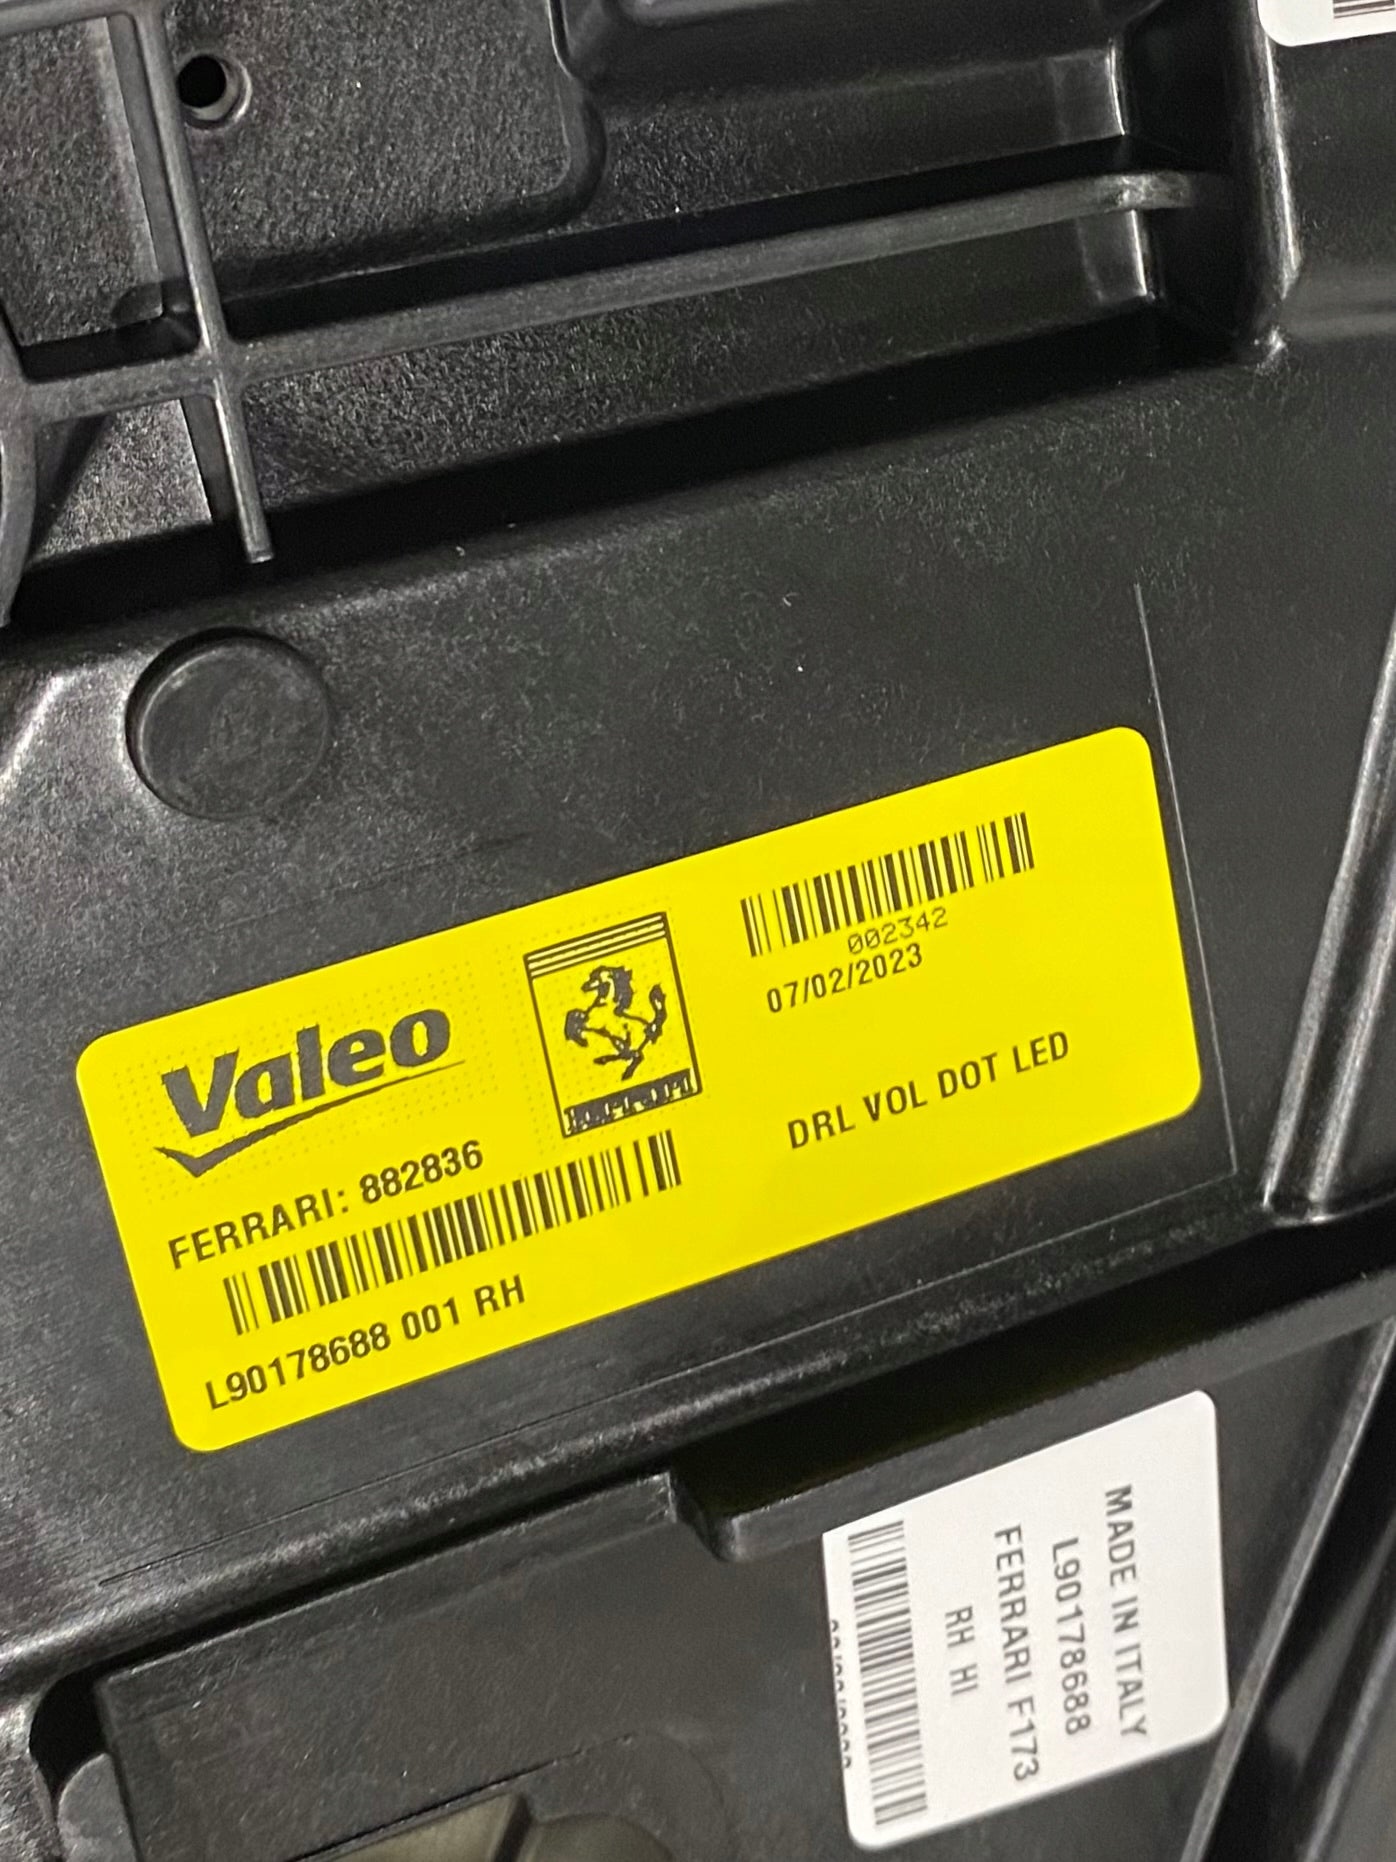 Valeo
002342
07/02/2023
FERRARI: 882836
DRL VOL DOT LED
L90178688 001 RH
MADE IN ITALY
L90178688
FERRARI F173
RH HI